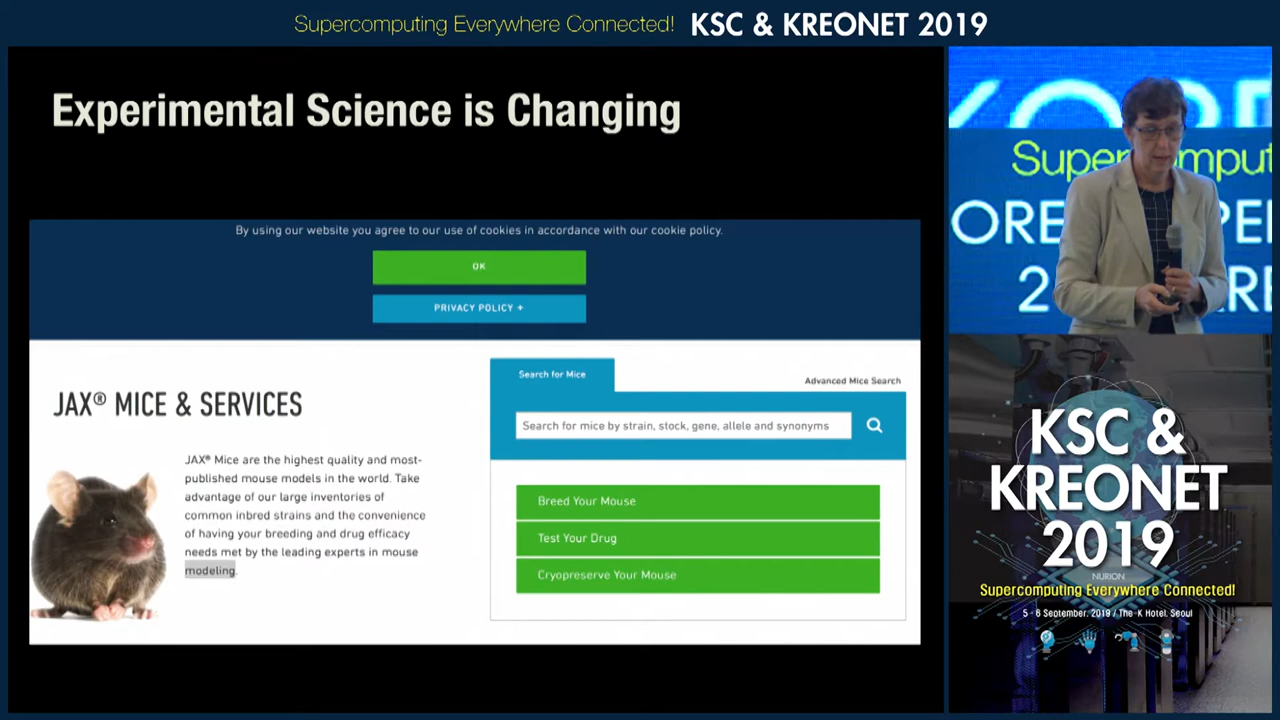 Supercomputing Everywhere Connected! KSC & KREONET 2019
Experimental Science is Changing
By using our website you agree to our use of cookies in accordance with our cookie policy.
OK
PRIVACY POLICY +
JAX® MICE & SERVICES
JAX® Mice are the highest quality and most-
published mouse models in the world. Take
advantage of our large inventories of
common inbred strains and the convenience
of having your breeding and drug efficacy
needs met by the leading experts in mouse
modeling.
Search for Mice
Advanced Mice Search
Search for mice by strain, stock, gene, allele and synonyms
Breed Your Mouse
Test Your Drug
Cryopreserve Your Mouse
KSC &
KREONET
2019
NURION
Supercomputing Everywhere Connected!
5 - 6 September, 2019 / The-K Hotel, Seoul